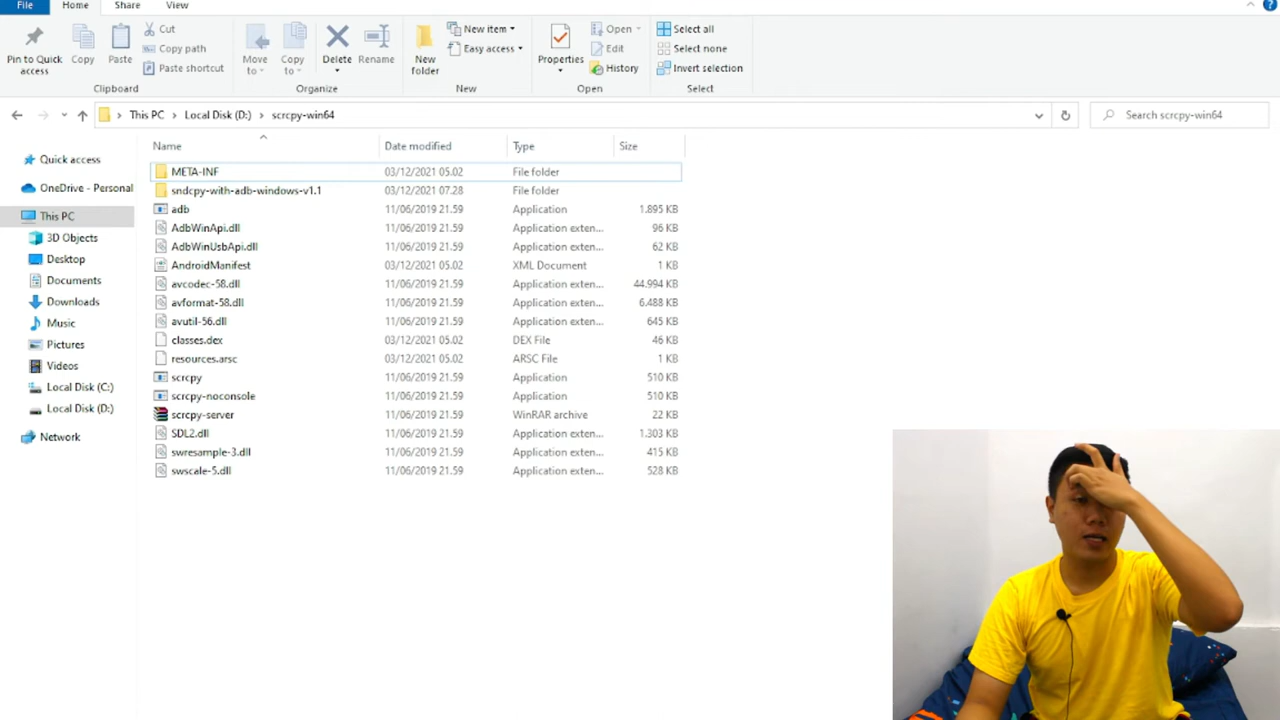 File Home Share View
Pin to Quick access
Copy
Paste
Cut
Copy path
Paste shortcut
Clipboard
Move to
Copy to
Delete
Rename
Organize
New folder
New item
Easy access
New
Properties
Open
Edit
History
Open
Select all
Select none
Invert selection
Select
This PC > Local Disk (D:) > scrcpy-win64
Search scrcpy-win64
Quick access
OneDrive - Personal
This PC
3D Objects
Desktop
Documents
Downloads
Music
Pictures
Videos
Local Disk (C:)
Local Disk (D:)
Network
Name Date modified Type Size
META-INF 03/12/2021 05.02 File folder
sndcpy-with-adb-windows-v1.1 03/12/2021 07.28 File folder
adb 11/06/2019 21.59 Application 1.895 KB
AdbWinApi.dll 11/06/2019 21.59 Application exten... 96 KB
AdbWinUsbApi.dll 11/06/2019 21.59 Application exten... 62 KB
AndroidManifest 03/12/2021 05.02 XML Document 1 KB
avcodec-58.dll 11/06/2019 21.59 Application exten... 44.994 KB
avformat-58.dll 11/06/2019 21.59 Application exten... 6.488 KB
avutil-56.dll 11/06/2019 21.59 Application exten... 645 KB
classes.dex 03/12/2021 05.02 DEX File 46 KB
resources.arsc 03/12/2021 05.02 ARSC File 1 KB
scrcpy 11/06/2019 21.59 Application 510 KB
scrcpy-noconsole 11/06/2019 21.59 Application 510 KB
scrcpy-server 11/06/2019 21.59 WinRAR archive 22 KB
SDL2.dll 11/06/2019 21.59 Application exten... 1.303 KB
swresample-3.dll 11/06/2019 21.59 Application exten... 415 KB
swscale-5.dll 11/06/2019 21.59 Application exten... 528 KB